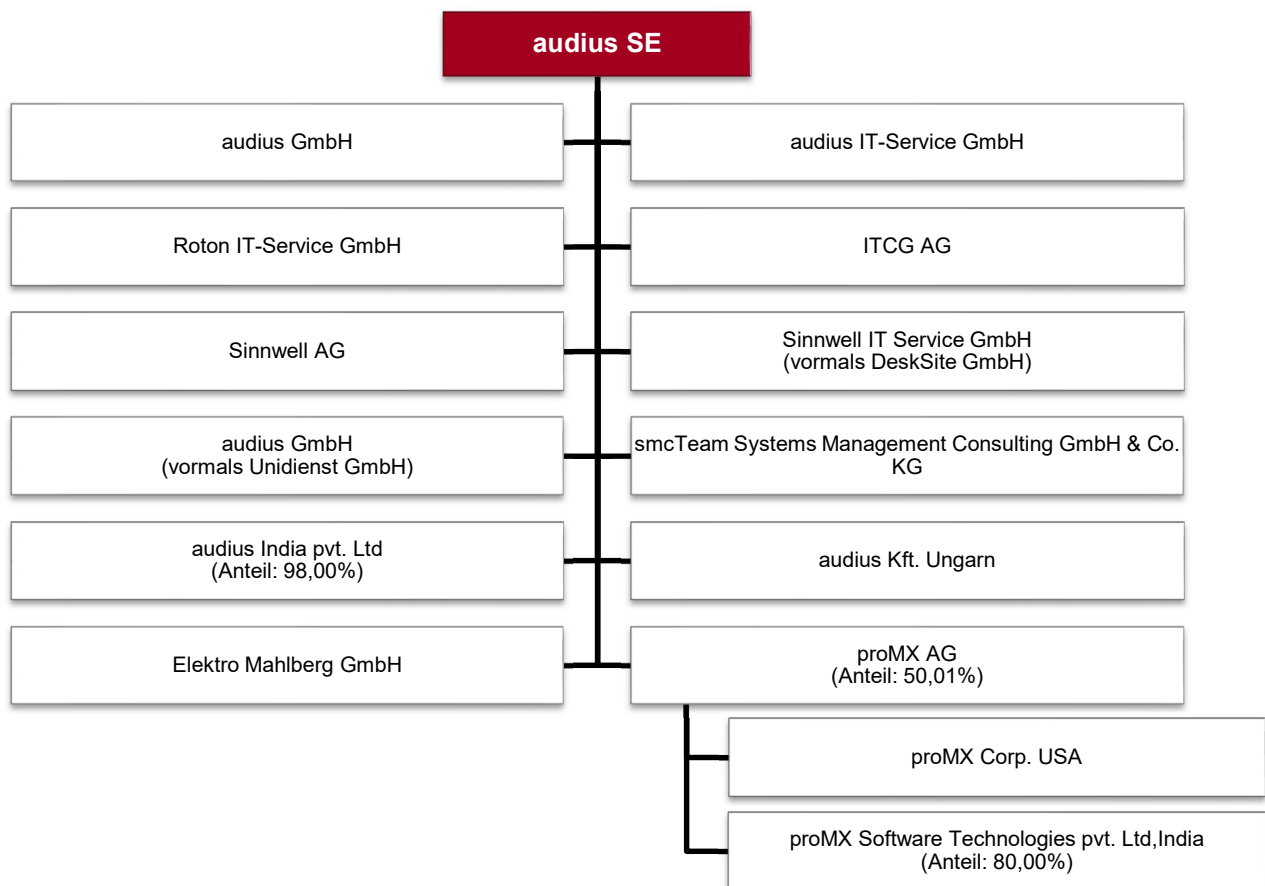 audius SE
audius GmbH
audius IT-Service GmbH
Roton IT-Service GmbH
ITCG AG
Sinnwell AG
Sinnwell IT Service GmbH
(vormals DeskSite GmbH)
audius GmbH
(vormals Unidienst GmbH)
smcTeam Systems Management Consulting GmbH & Co.
KG
audius India pvt. Ltd
(Anteil: 98,00%)
audius Kft. Ungarn
Elektro Mahlberg GmbH
proMX AG
(Anteil: 50,01%)
proMX Corp. USA
proMX Software Technologies pvt. Ltd,India
(Anteil: 80,00%)